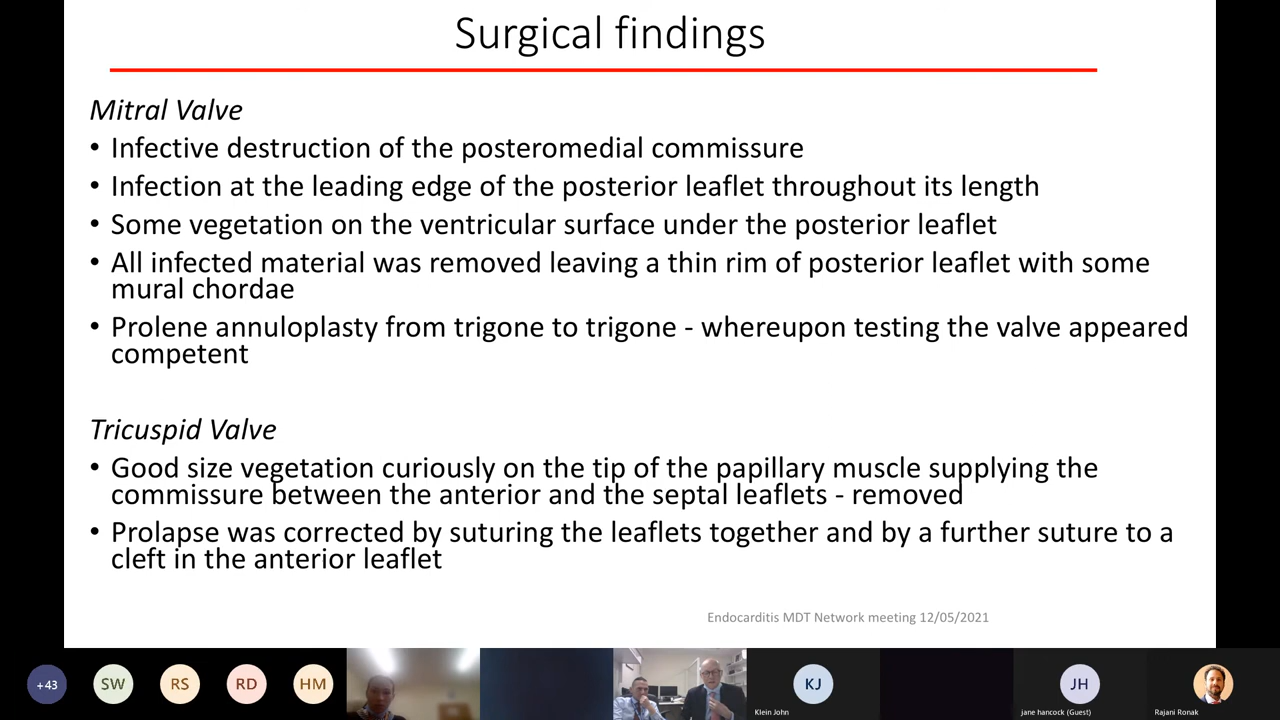 Surgical findings
Mitral Valve
• Infective destruction of the posteromedial commissure
• Infection at the leading edge of the posterior leaflet throughout its length
• Some vegetation on the ventricular surface under the posterior leaflet
• All infected material was removed leaving a thin rim of posterior leaflet with some
mural chordae
• Prolene annuloplasty from trigone to trigone - whereupon testing the valve appeared
competent
Tricuspid Valve
• Good size vegetation curiously on the tip of the papillary muscle supplying the
commissure between the anterior and the septal leaflets - removed
• Prolapse was corrected by suturing the leaflets together and by a further suture to a
cleft in the anterior leaflet
Endocarditis MDT Network meeting 12/05/2021
+43 SW RS RD HM KJ JH
Klein John jane hancock (Guest) Rajani Ronak